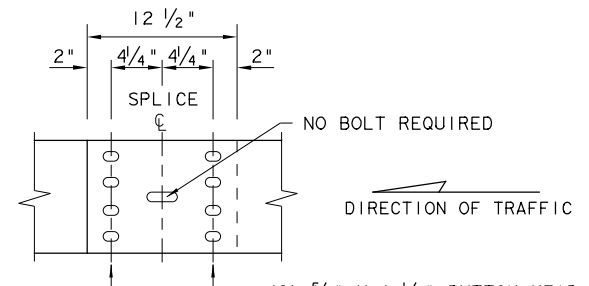 12 1/2"
2" 4 1/4" 4 1/4" 2"
SPLICE
℄
NO BOLT REQUIRED
DIRECTION OF TRAFFIC